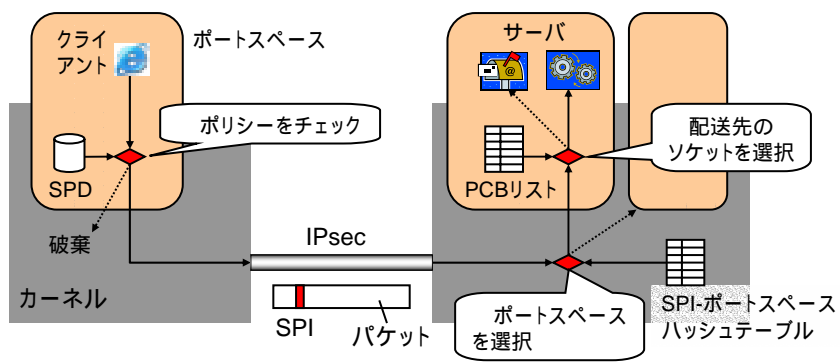 クライ
アント
ポートスペース
サーバ
ポリシーをチェック
配送先の
ソケットを選択
SPD
PCBリスト
破棄
IPsec
カーネル
SPI
パケット
ポートスペース
を選択
SPI-ポートスペース
ハッシュテーブル